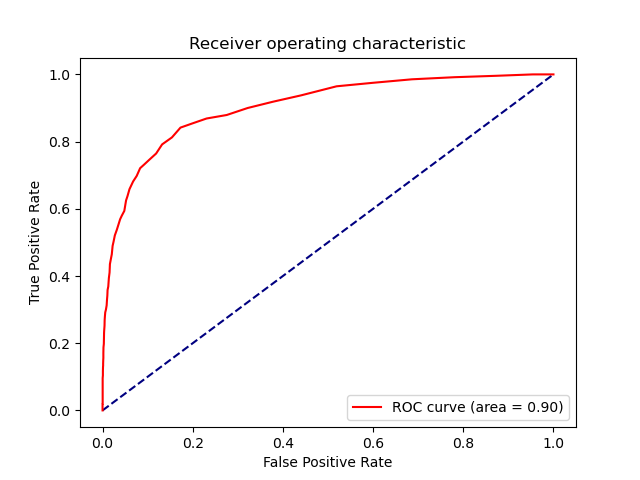 Receiver operating characteristic
True Positive Rate
1.0
0.8
0.6
0.4
0.2
0.0
ROC curve (area = 0.90)
0.0 0.2 0.4 0.6 0.8 1.0
False Positive Rate